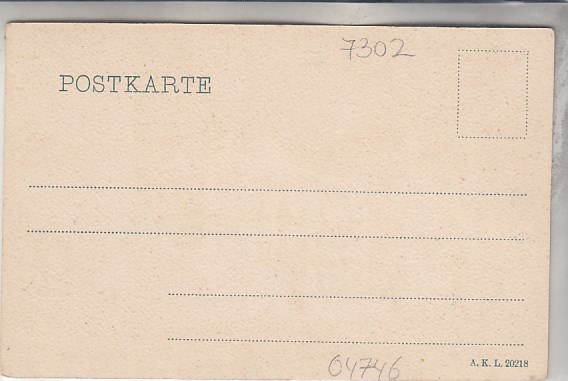 7302
POSTKARTE
04746
A. K. L. 20218